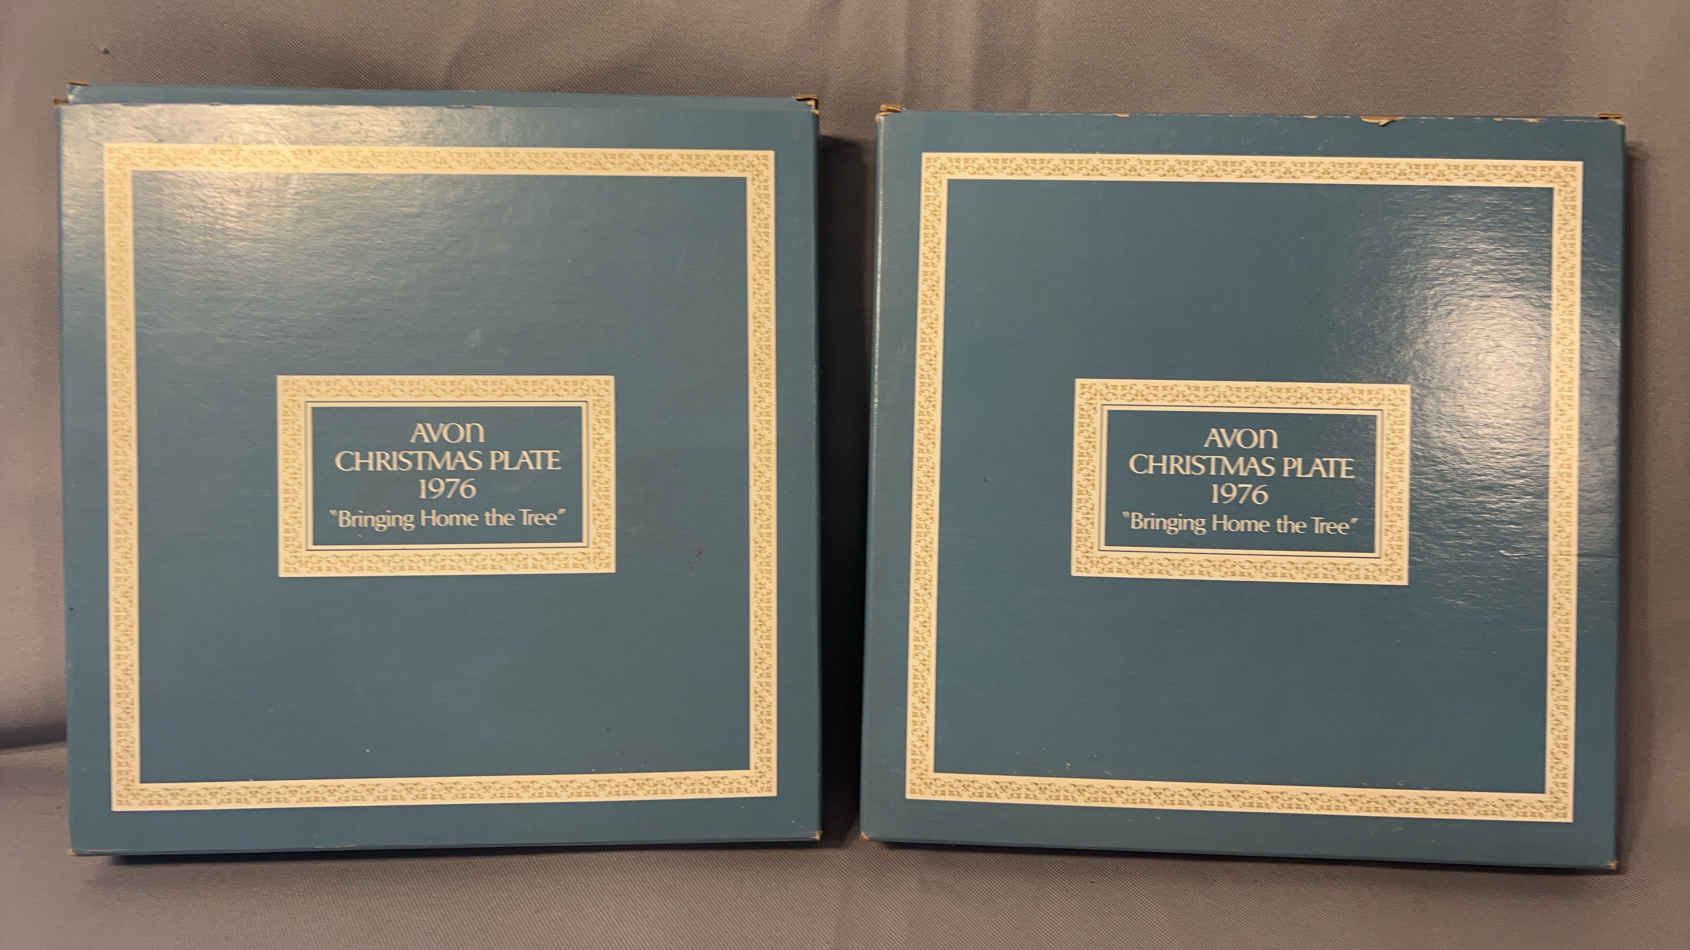 AVON
CHRISTMAS PLATE
1976
"Bringing Home the Tree"
AVON
CHRISTMAS PLATE
1976
"Bringing Home the Tree"